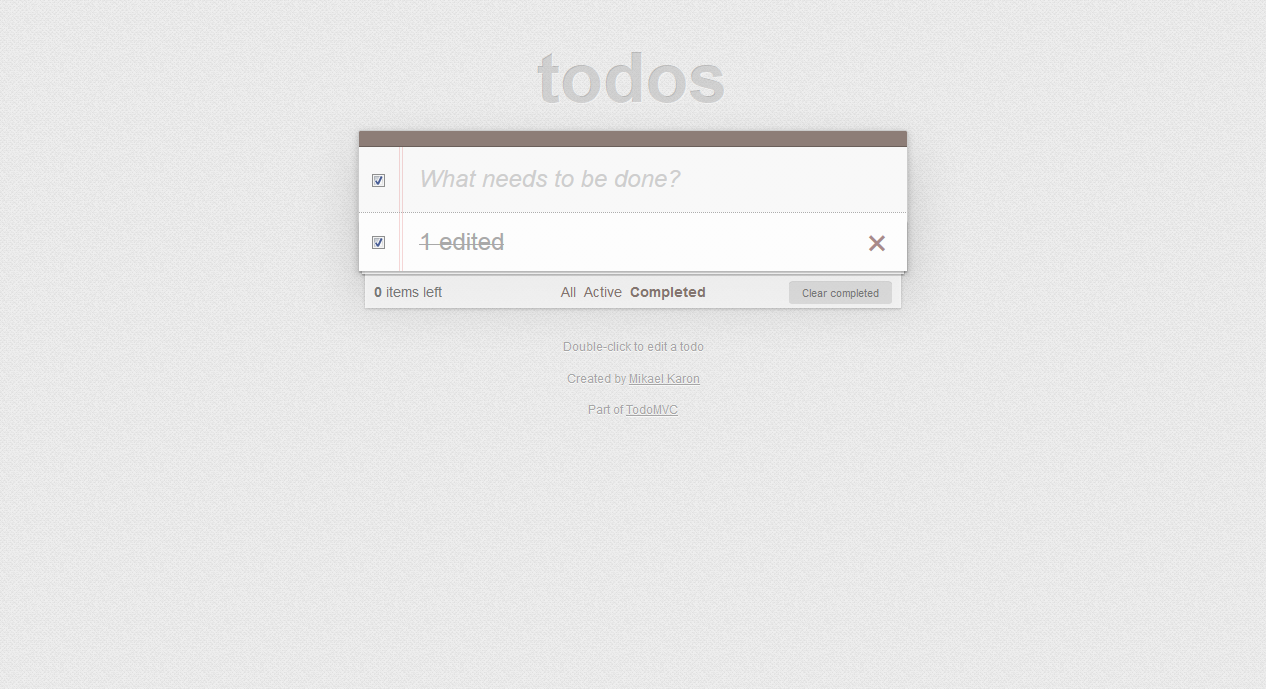 todos
What needs to be done?
1 edited
0 items left All Active Completed Clear completed
Double-click to edit a todo
Created by Mikael Karon
Part of TodoMVC